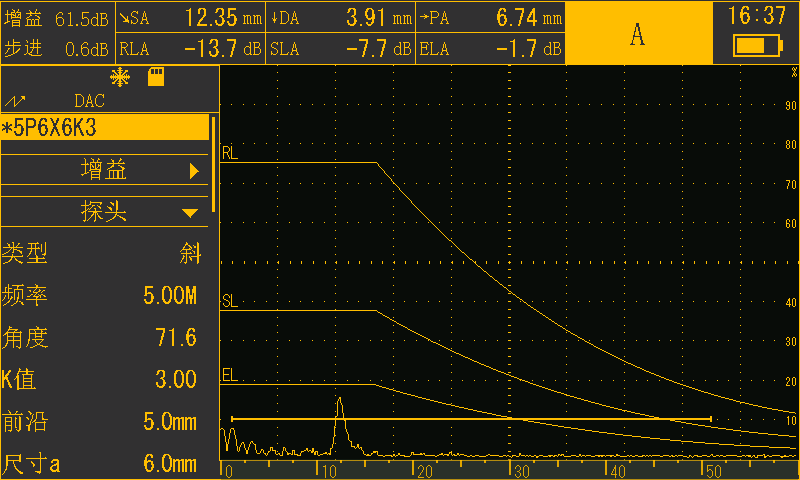 增益 61.5dB ↘SA 12.35 mm ↓DA 3.91 mm →PA 6.74 mm A 16:37
步进 0.6dB RLA -13.7 dB SLA -7.7 dB ELA -1.7 dB
DAC
*5P6X6K3
增益
探头
类型 斜
频率 5.00M
角度 71.6
K值 3.00
前沿 5.0mm
尺寸a 6.0mm
%
90
80
RL
70
60
50
SL
40
30
EL
20
10
0 10 20 30 40 50